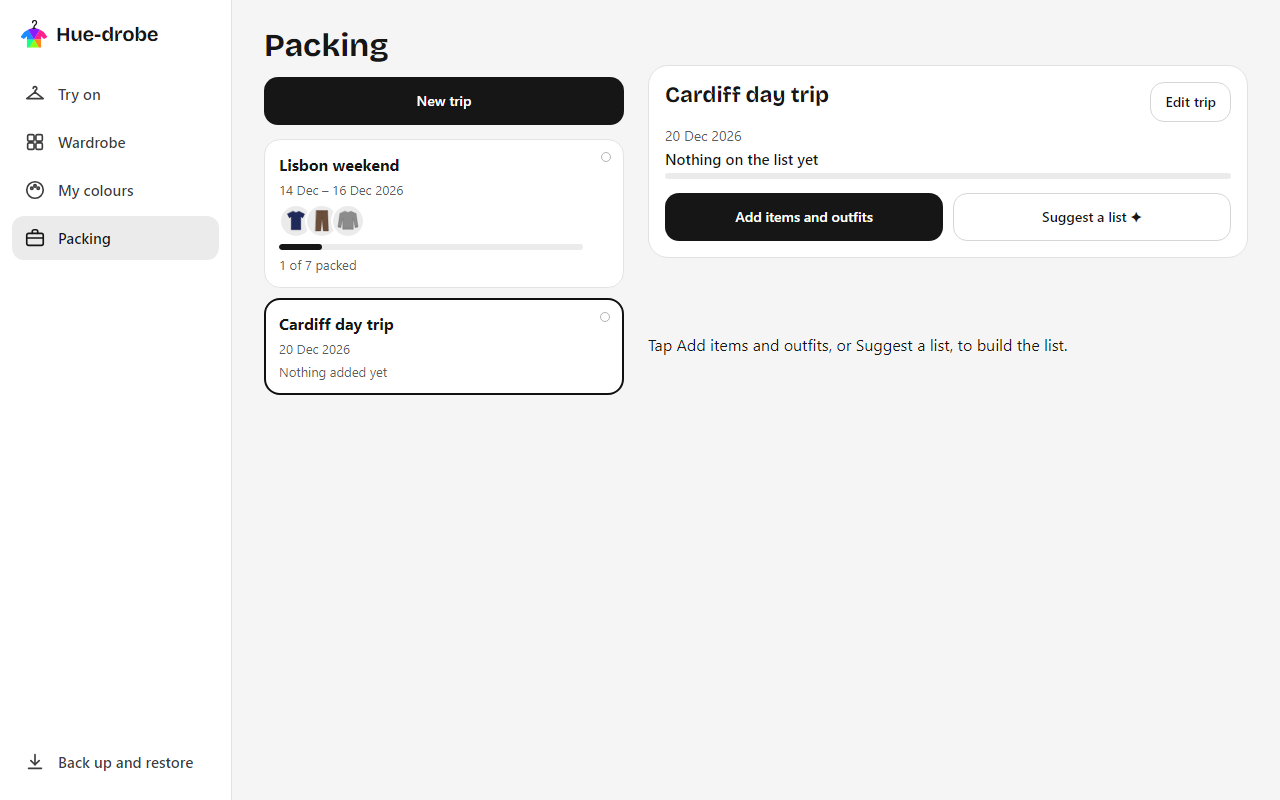 Hue-drobe
Try on
Wardrobe
My colours
Packing
Back up and restore
Packing
New trip
Lisbon weekend
14 Dec – 16 Dec 2026
1 of 7 packed
Cardiff day trip
20 Dec 2026
Nothing added yet
Cardiff day trip
Edit trip
20 Dec 2026
Nothing on the list yet
Add items and outfits
Suggest a list ✦
Tap Add items and outfits, or Suggest a list, to build the list.